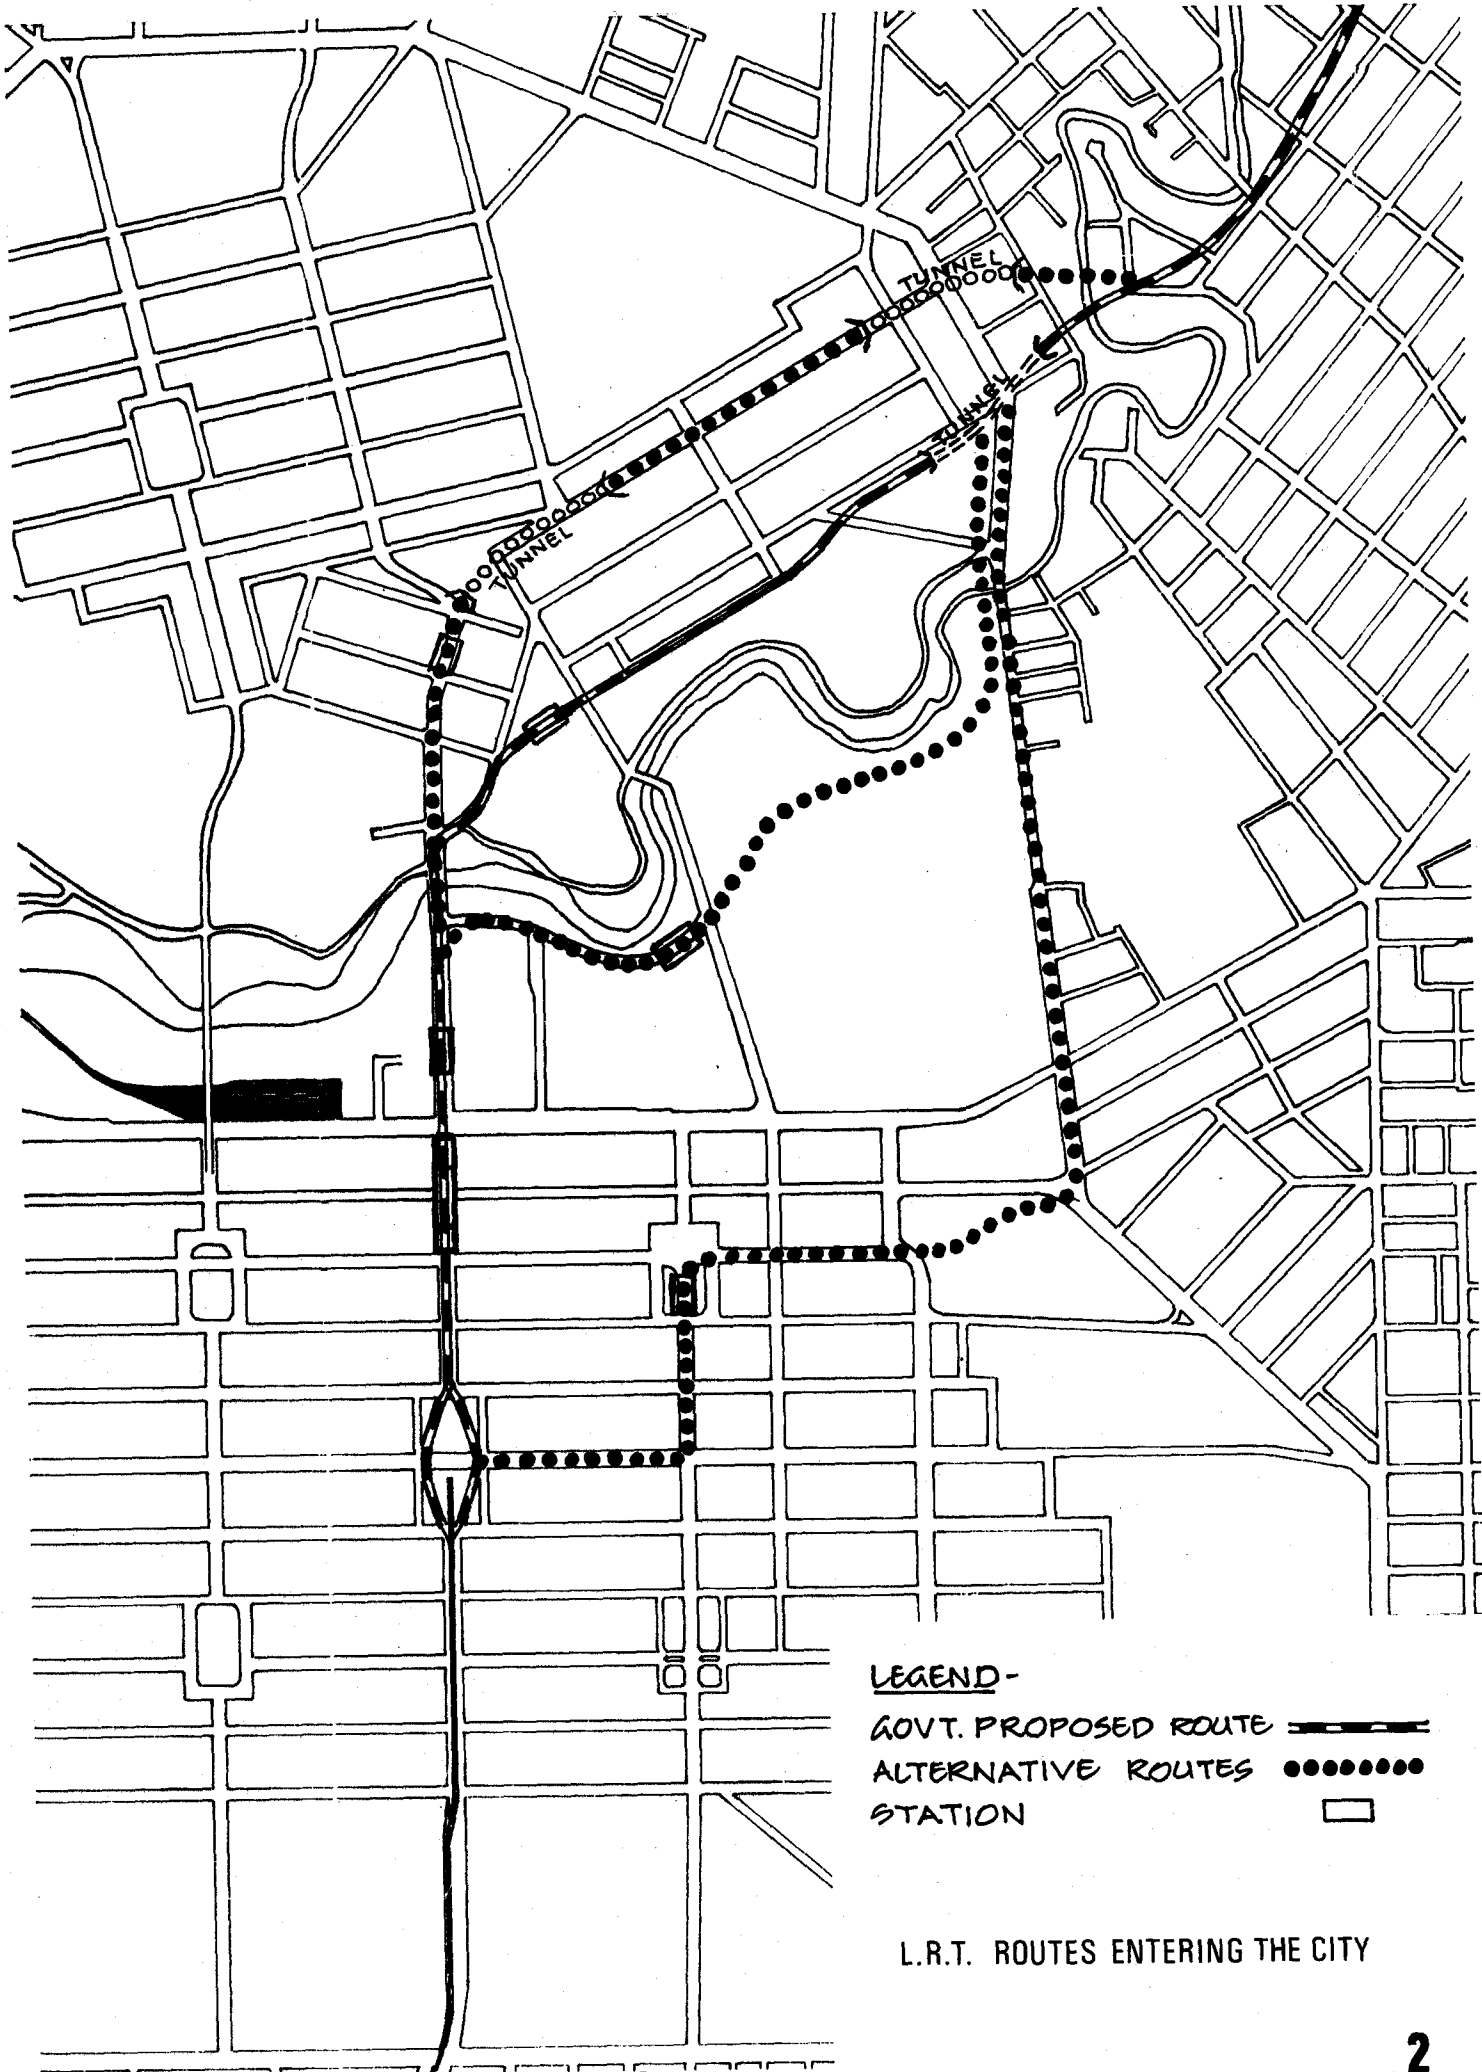 TUNNEL
TUNNEL
TUNNEL
LEGEND-
GOVT. PROPOSED ROUTE
ALTERNATIVE ROUTES
STATION
L.R.T. ROUTES ENTERING THE CITY
2